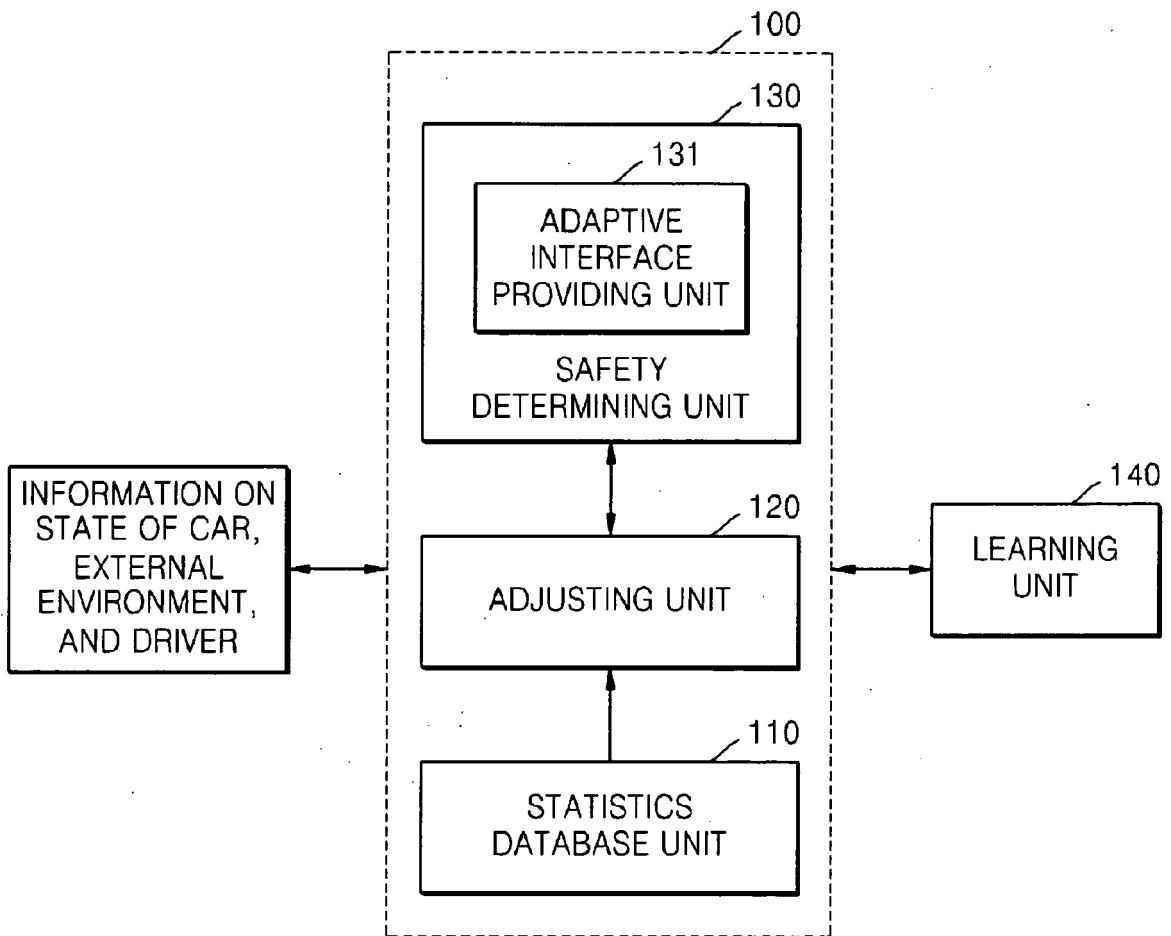 100
130
131
ADAPTIVE
INTERFACE
PROVIDING UNIT
SAFETY
DETERMINING UNIT
INFORMATION ON
STATE OF CAR,
EXTERNAL
ENVIRONMENT,
AND DRIVER
120
ADJUSTING UNIT
140
LEARNING
UNIT
110
STATISTICS
DATABASE UNIT